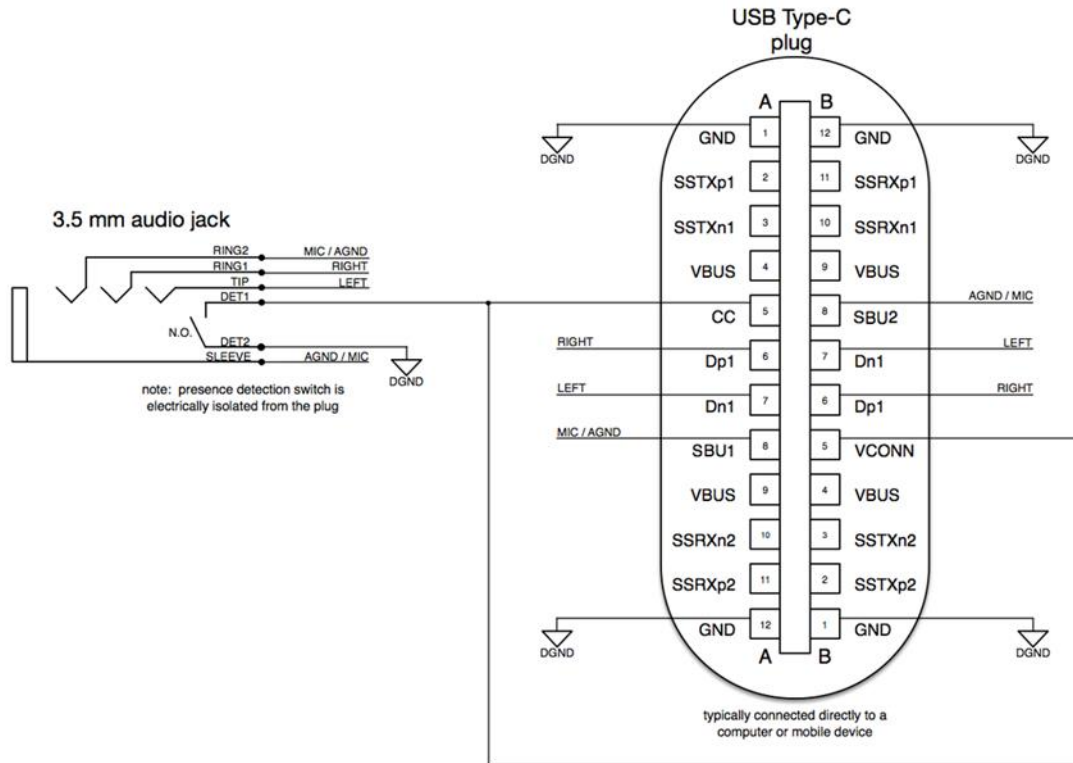 USB Type-C
plug
A B
GND 1 12 GND
DGND DGND
SSTXp1 2 11 SSRXp1
3.5 mm audio jack
SSTXn1 3 10 SSRXn1
RING2 MIC / AGND
RING1 RIGHT
TIP LEFT
DET1
VBUS 4 9 VBUS
AGND / MIC
CC 5 8 SBU2
N.O.
DET2
SLEEVE AGND / MIC
DGND
note: presence detection switch is
electrically isolated from the plug
RIGHT LEFT
Dp1 6 7 Dn1
LEFT RIGHT
Dn1 7 6 Dp1
MIC / AGND
SBU1 8 5 VCONN
VBUS 9 4 VBUS
SSRXn2 10 3 SSTXn2
SSRXp2 11 2 SSTXp2
GND 12 1 GND
DGND DGND
A B
typically connected directly to a
computer or mobile device